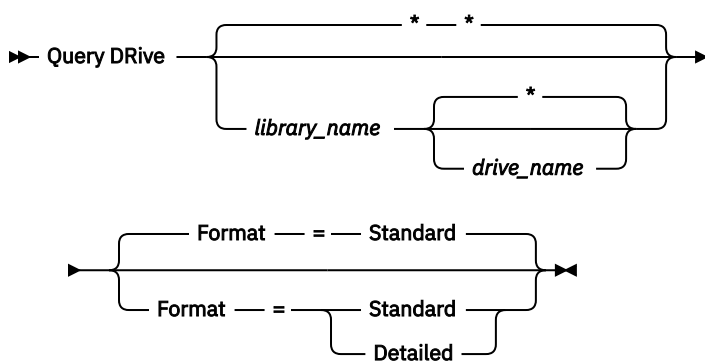 * *
Query DRive
library_name
*
drive_name
Format = Standard
Format = Standard
Detailed